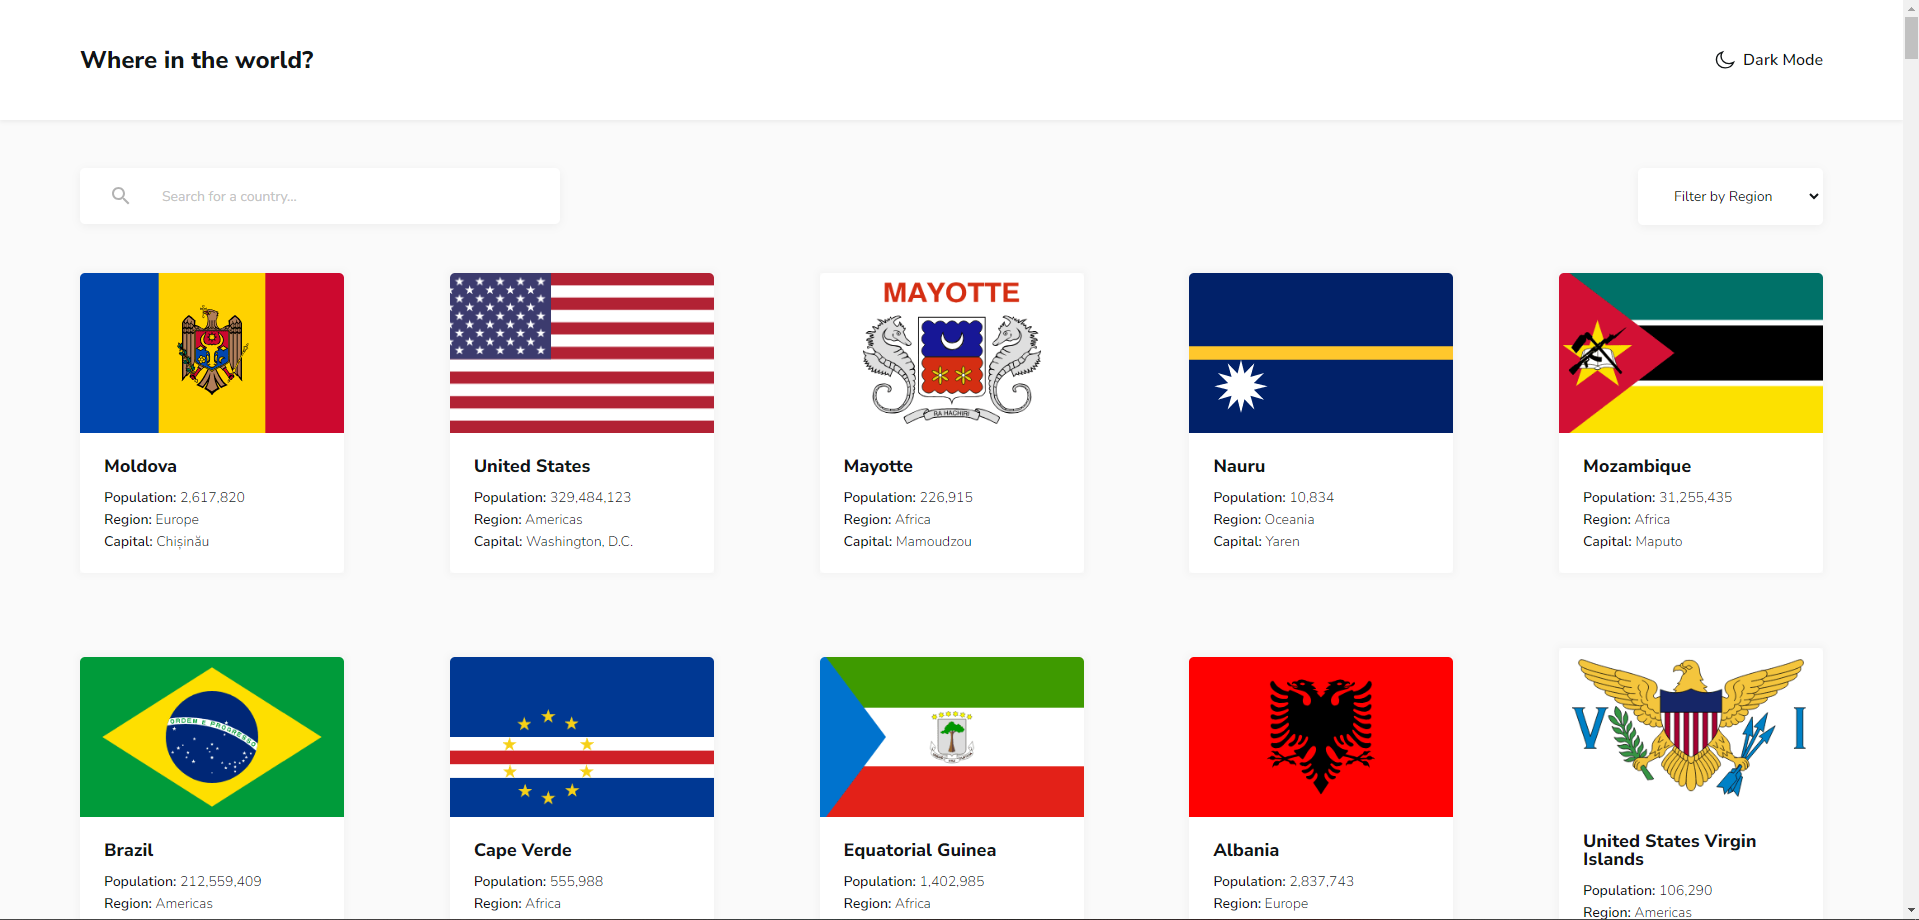 Where in the world?
Dark Mode
Search for a country...
Filter by Region
MAYOTTE
RA HACHIRI
Moldova
Population: 2,617,820
Region: Europe
Capital: Chișinău
United States
Population: 329,484,123
Region: Americas
Capital: Washington, D.C.
Mayotte
Population: 226,915
Region: Africa
Capital: Mamoudzou
Nauru
Population: 10,834
Region: Oceania
Capital: Yaren
Mozambique
Population: 31,255,435
Region: Africa
Capital: Maputo
ORDEM E PROGRESSO
V I
Brazil
Population: 212,559,409
Region: Americas
Cape Verde
Population: 555,988
Region: Africa
Equatorial Guinea
Population: 1,402,985
Region: Africa
Albania
Population: 2,837,743
Region: Europe
United States Virgin
Islands
Population: 106,290
Region: Americas